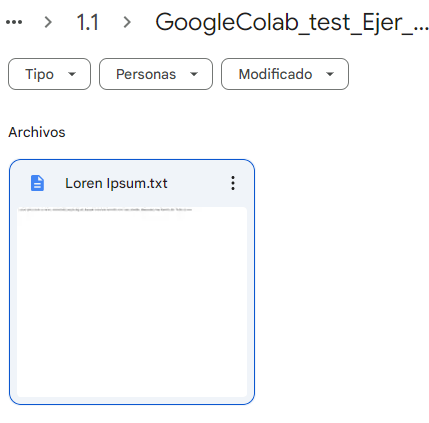 ... > 1.1 > GoogleColab_test_Ejer_...
Tipo Personas Modificado
Archivos
Loren Ipsum.txt